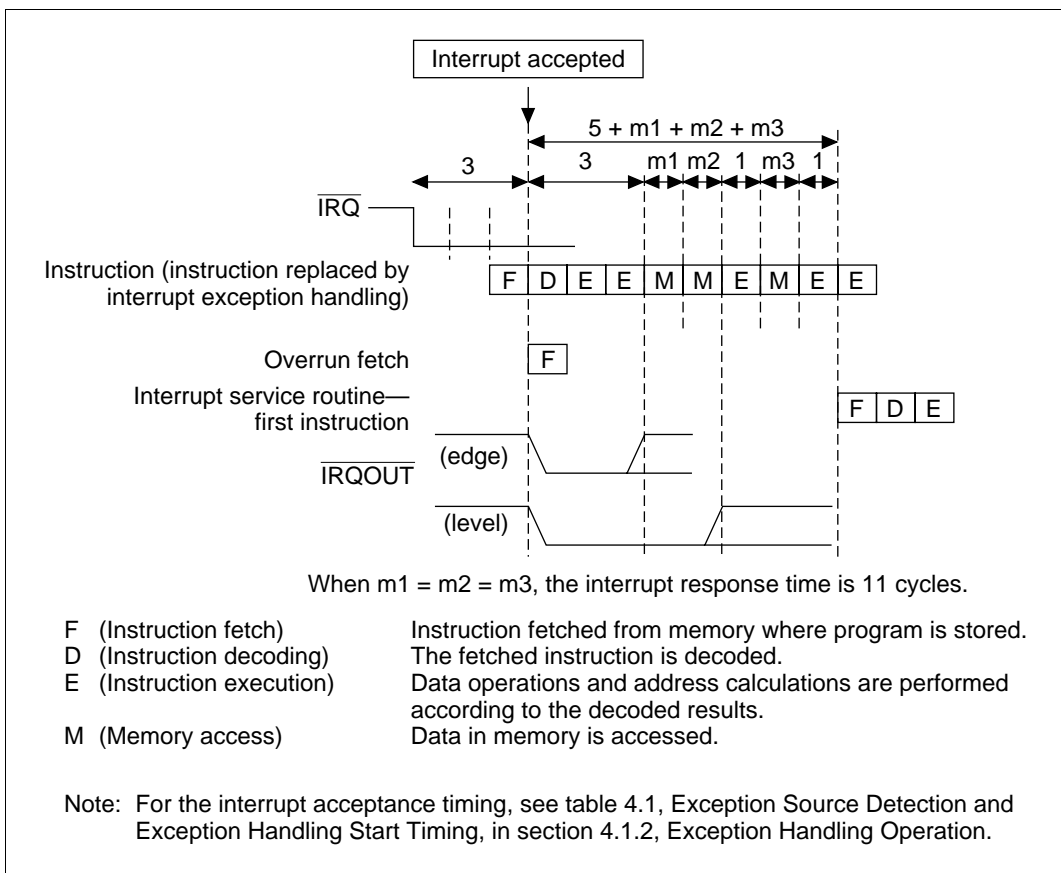 Interrupt accepted
5 + m1 + m2 + m3
3 3 m1 m2 1 m3 1
IRQ
Instruction (instruction replaced by
interrupt exception handling)
F D E E M M E M E E
Overrun fetch
F
Interrupt service routine—
first instruction
F D E
(edge)
IRQOUT
(level)
When m1 = m2 = m3, the interrupt response time is 11 cycles.
F (Instruction fetch) Instruction fetched from memory where program is stored.
D (Instruction decoding) The fetched instruction is decoded.
E (Instruction execution) Data operations and address calculations are performed
according to the decoded results.
M (Memory access) Data in memory is accessed.
Note: For the interrupt acceptance timing, see table 4.1, Exception Source Detection and
Exception Handling Start Timing, in section 4.1.2, Exception Handling Operation.